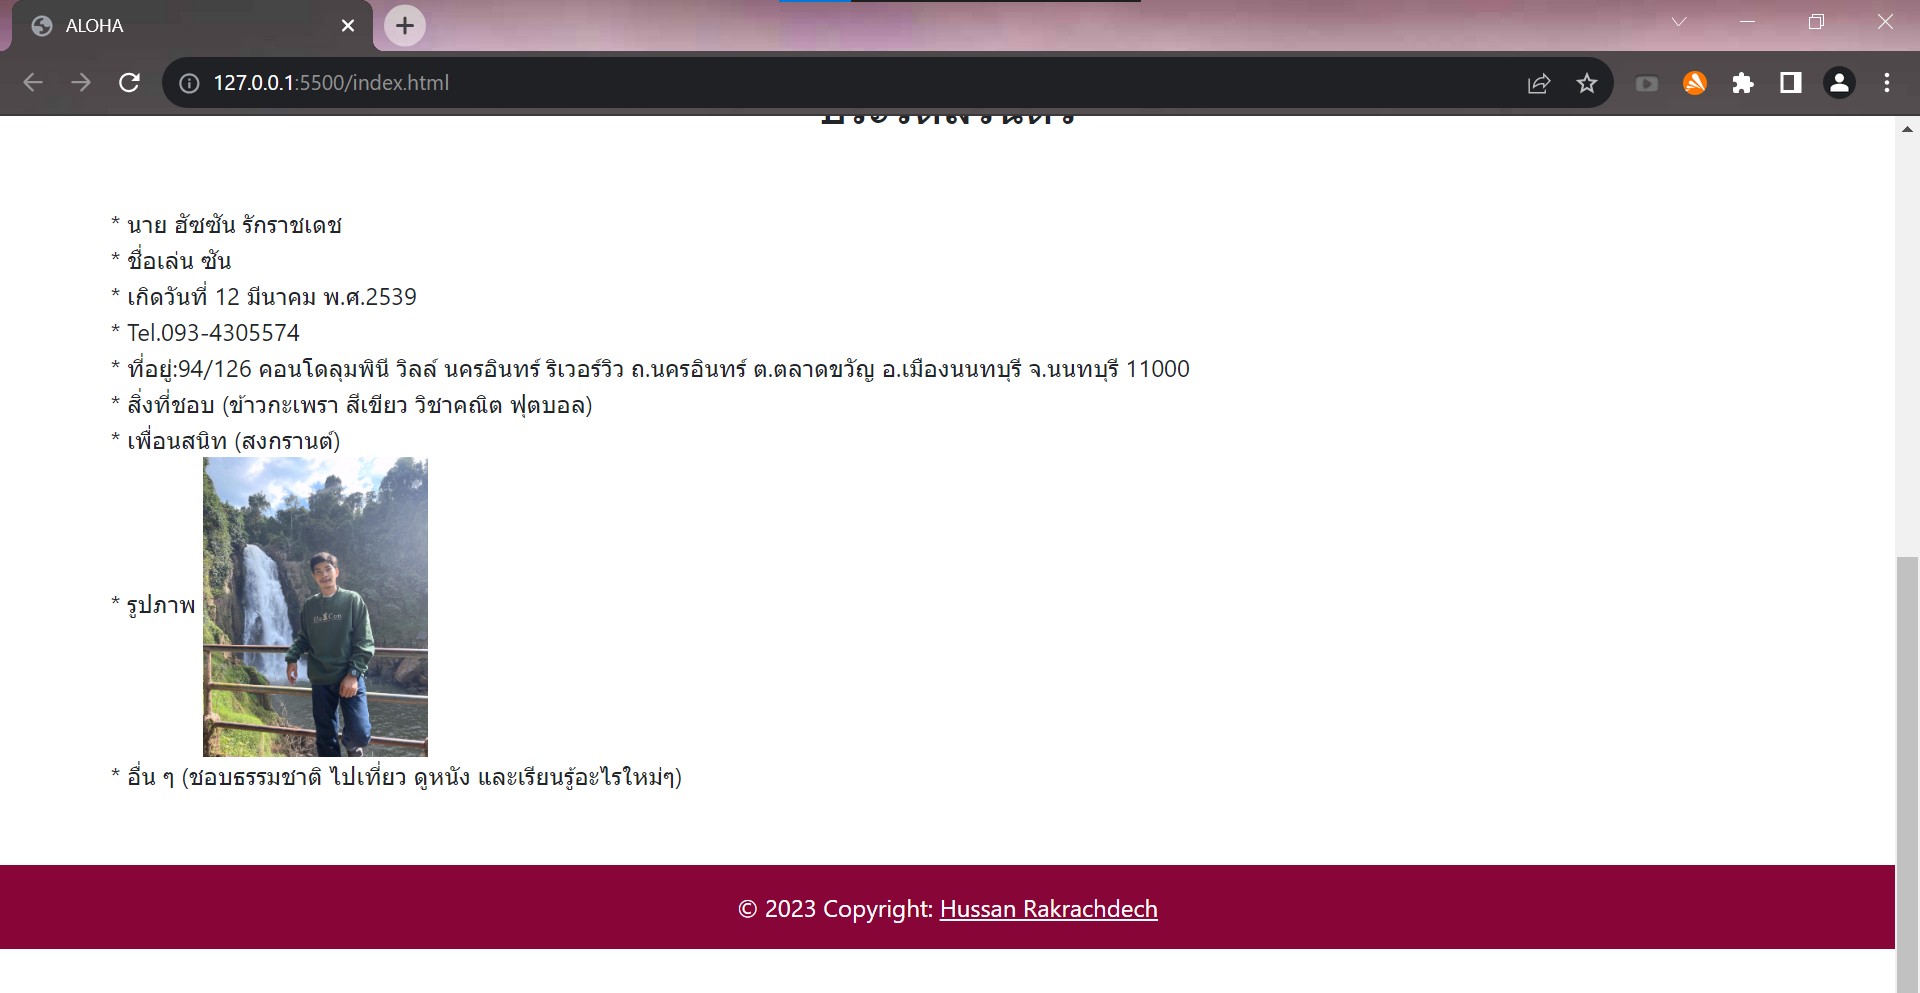 ALOHA
127.0.0.1:5500/index.html
* นาย ฮัซซัน รักราชเดช
* ชื่อเล่น ซัน
* เกิดวันที่ 12 มีนาคม พ.ศ.2539
* Tel.093-4305574
* ที่อยู่:94/126 คอนโดลุมพินี วิลล์ นครอินทร์ ริเวอร์วิว ถ.นครอินทร์ ต.ตลาดขวัญ อ.เมืองนนทบุรี จ.นนทบุรี 11000
* สิ่งที่ชอบ (ข้าวกะเพรา สีเขียว วิชาคณิต ฟุตบอล)
* เพื่อนสนิท (สงกรานต์)
* รูปภาพ
* อื่น ๆ (ชอบธรรมชาติ ไปเที่ยว ดูหนัง และเรียนรู้อะไรใหม่ๆ)
© 2023 Copyright: Hussan Rakrachdech